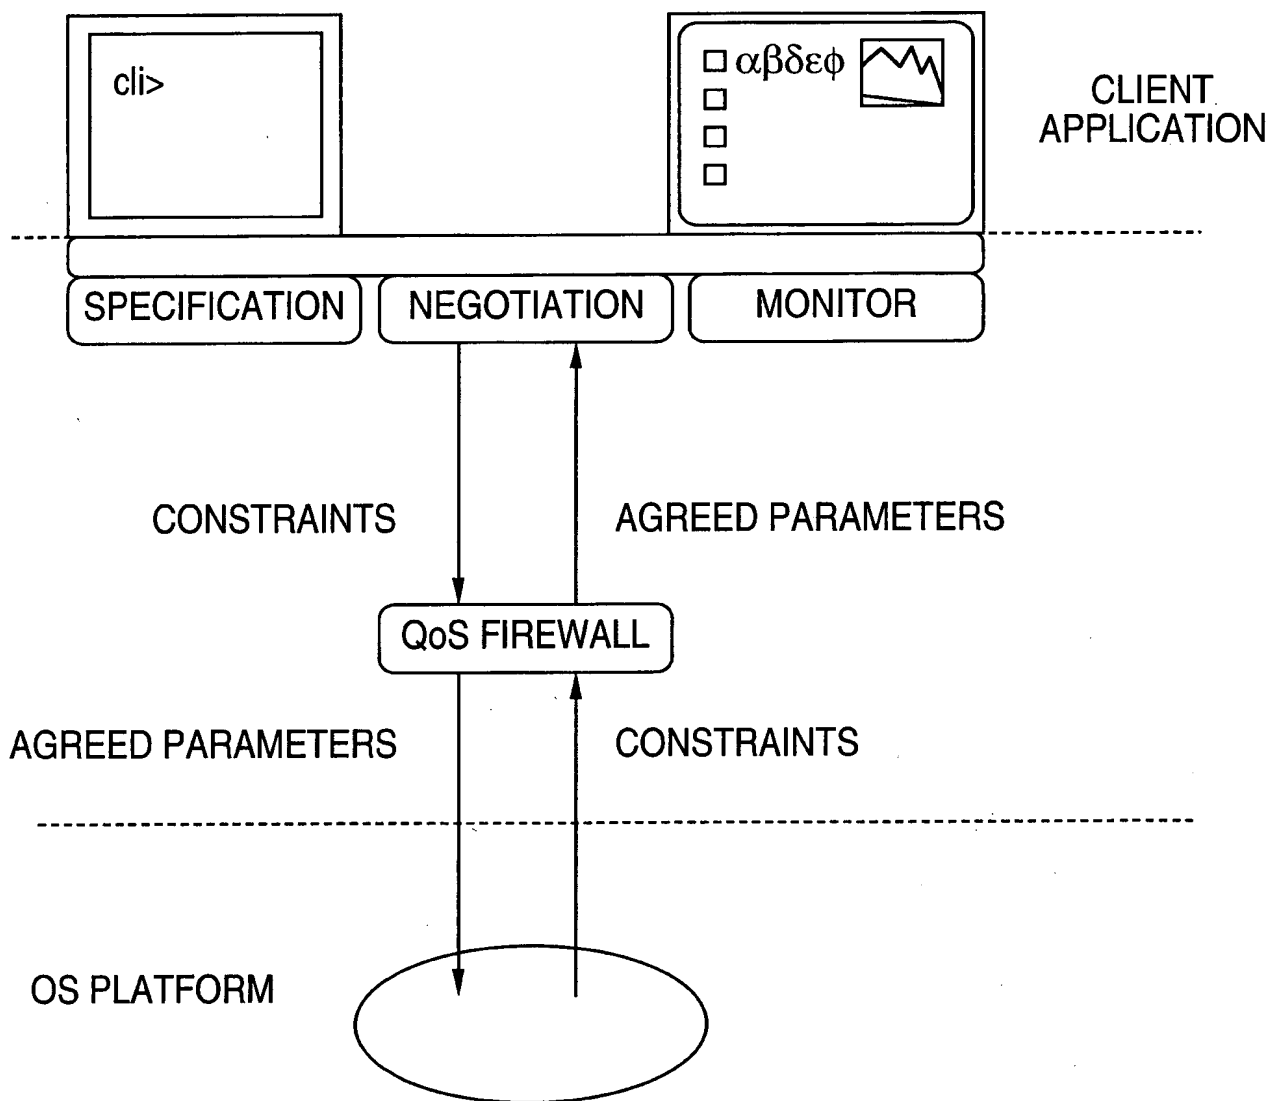 cli>
αβδεϕ
CLIENT
APPLICATION
SPECIFICATION
NEGOTIATION
MONITOR
CONSTRAINTS
AGREED PARAMETERS
QoS FIREWALL
AGREED PARAMETERS
CONSTRAINTS
OS PLATFORM